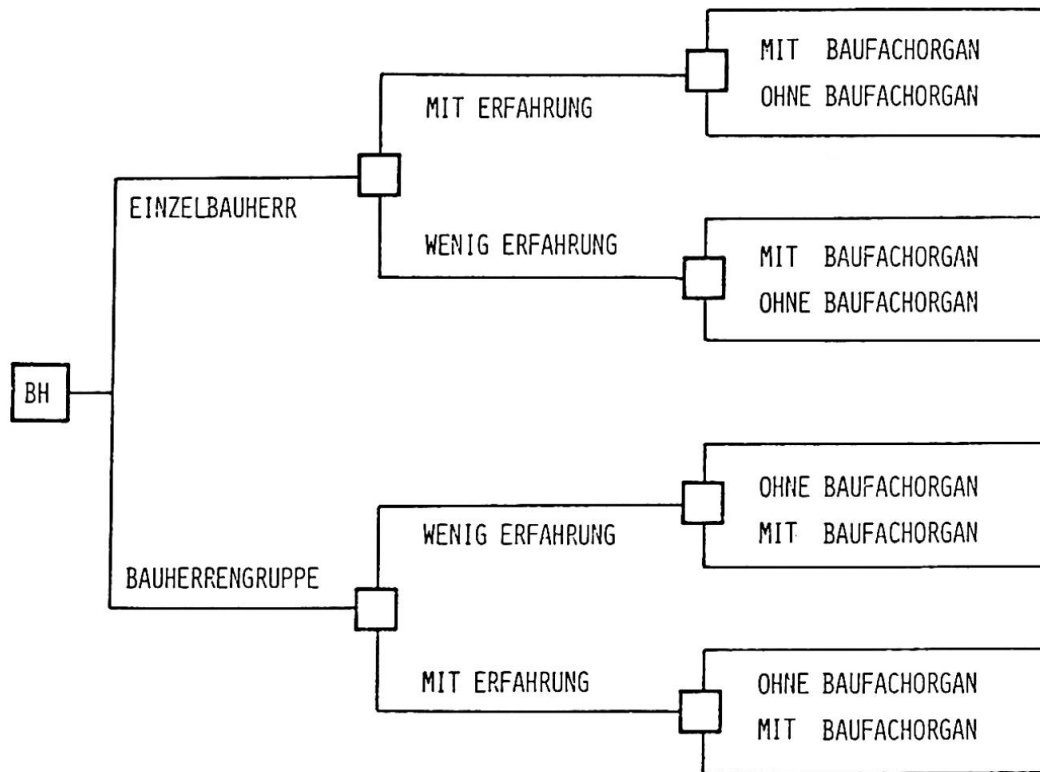 MIT BAUFACHORGAN
OHNE BAUFACHORGAN
MIT ERFAHRUNG
EINZELBAUHERR
WENIG ERFAHRUNG
MIT BAUFACHORGAN
OHNE BAUFACHORGAN
BH
OHNE BAUFACHORGAN
MIT BAUFACHORGAN
WENIG ERFAHRUNG
BAUHERRENGRUPPE
MIT ERFAHRUNG
OHNE BAUFACHORGAN
MIT BAUFACHORGAN